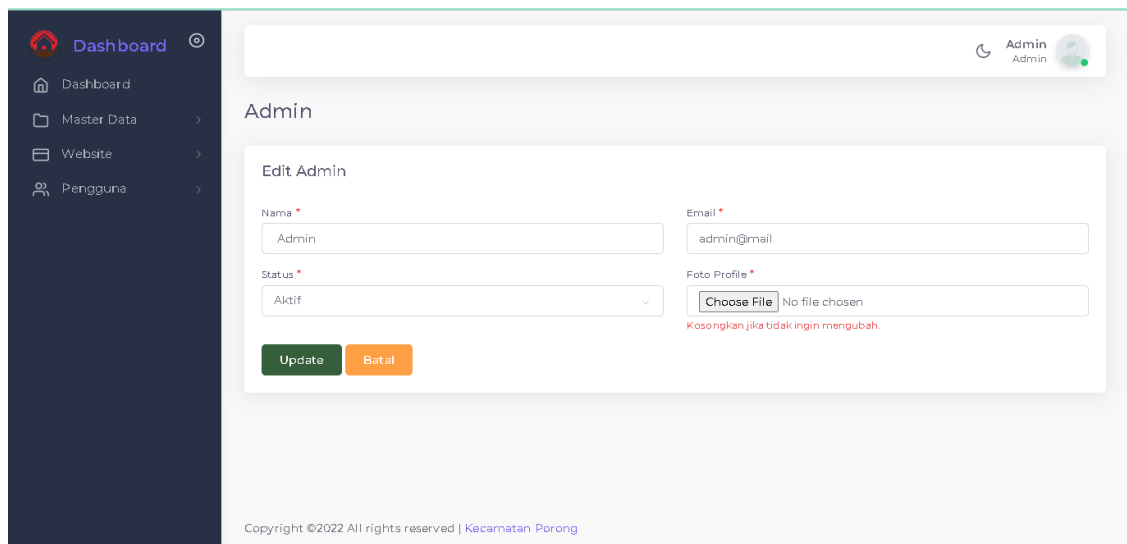 Dashboard
Admin
Admin
Dashboard
Master Data
Website
Pengguna
Admin
Edit Admin
Nama *
Email *
Admin
admin@mail
Status *
Foto Profile *
Aktif
Choose File No file chosen
Kosongkan jika tidak ingin mengubah.
Update
Batal
Copyright ©2022 All rights reserved | Kecamatan Porong